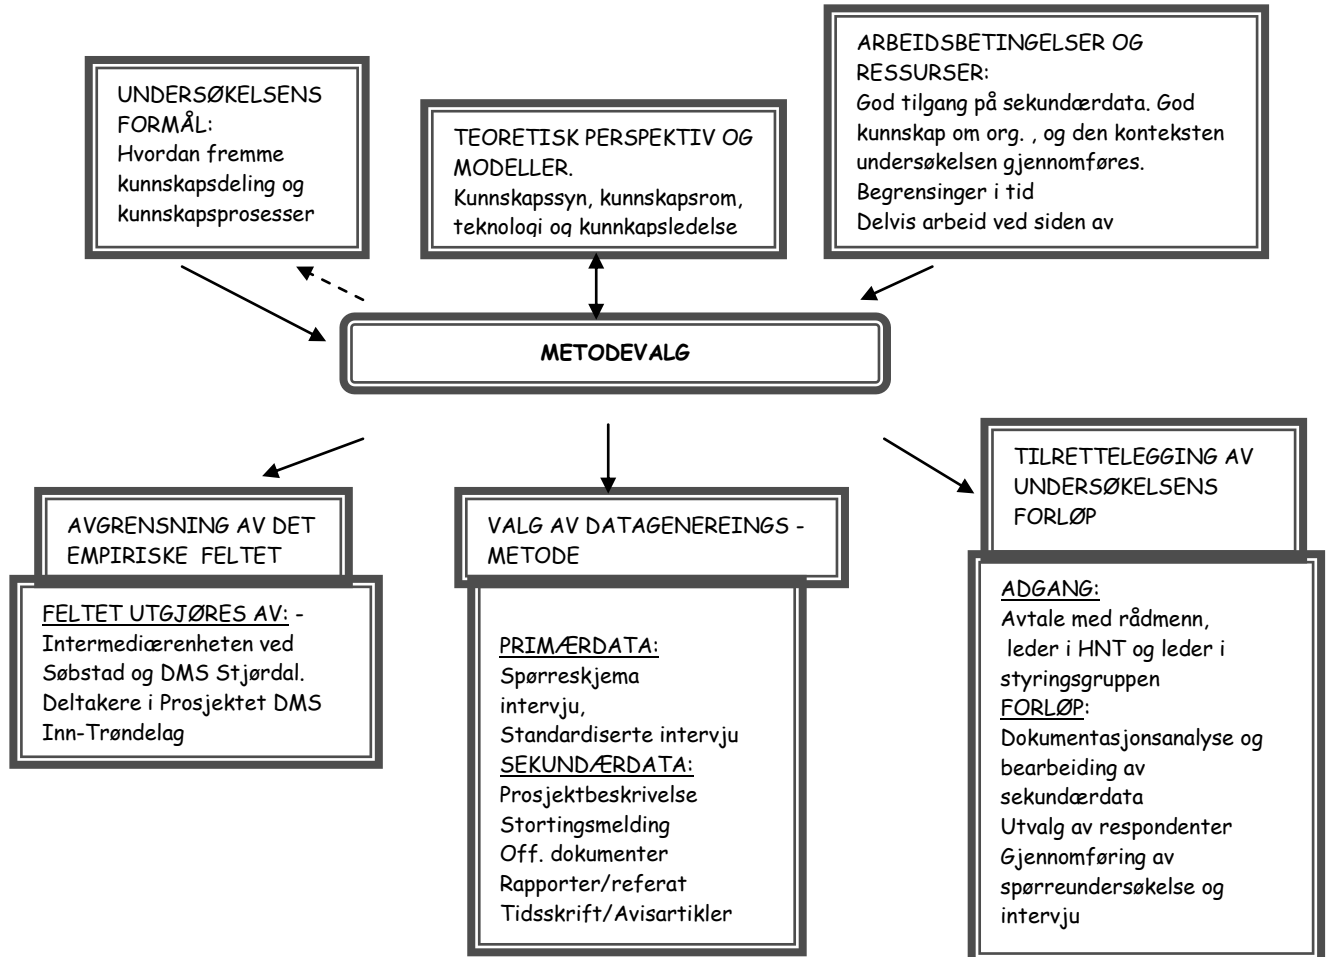 UNDERSØKELSENS
FORMÅL:
Hvordan fremme
kunnskapsdeling og
kunnskapsprosesser
TEORETISK PERSPEKTIV OG
MODELLER.
Kunnskapssyn, kunnskapsrom,
teknologi og kunnkapsledelse
ARBEIDSBETINGELSER OG
RESSURSER:
God tilgang på sekundærdata. God
kunnskap om org. , og den konteksten
undersøkelsen gjennomføres.
Begrensinger i tid
Delvis arbeid ved siden av
METODEVALG
AVGRENSNING AV DET
EMPIRISKE FELTET
FELTET UTGJØRES AV: -
Intermediærenheten ved
Søbstad og DMS Stjørdal.
Deltakere i Prosjektet DMS
Inn-Trøndelag
VALG AV DATAGENEREINGS -
METODE
PRIMÆRDATA:
Spørreskjema
intervju,
Standardiserte intervju
SEKUNDÆRDATA:
Prosjektbeskrivelse
Stortingsmelding
Off. dokumenter
Rapporter/referat
Tidsskrift/Avisartikler
TILRETTELEGGING AV
UNDERSØKELSENS
FORLØP
ADGANG:
Avtale med rådmenn,
leder i HNT og leder i
styringsgruppen
FORLØP:
Dokumentasjonsanalyse og
bearbeiding av
sekundærdata
Utvalg av respondenter
Gjennomføring av
spørreundersøkelse og
intervju